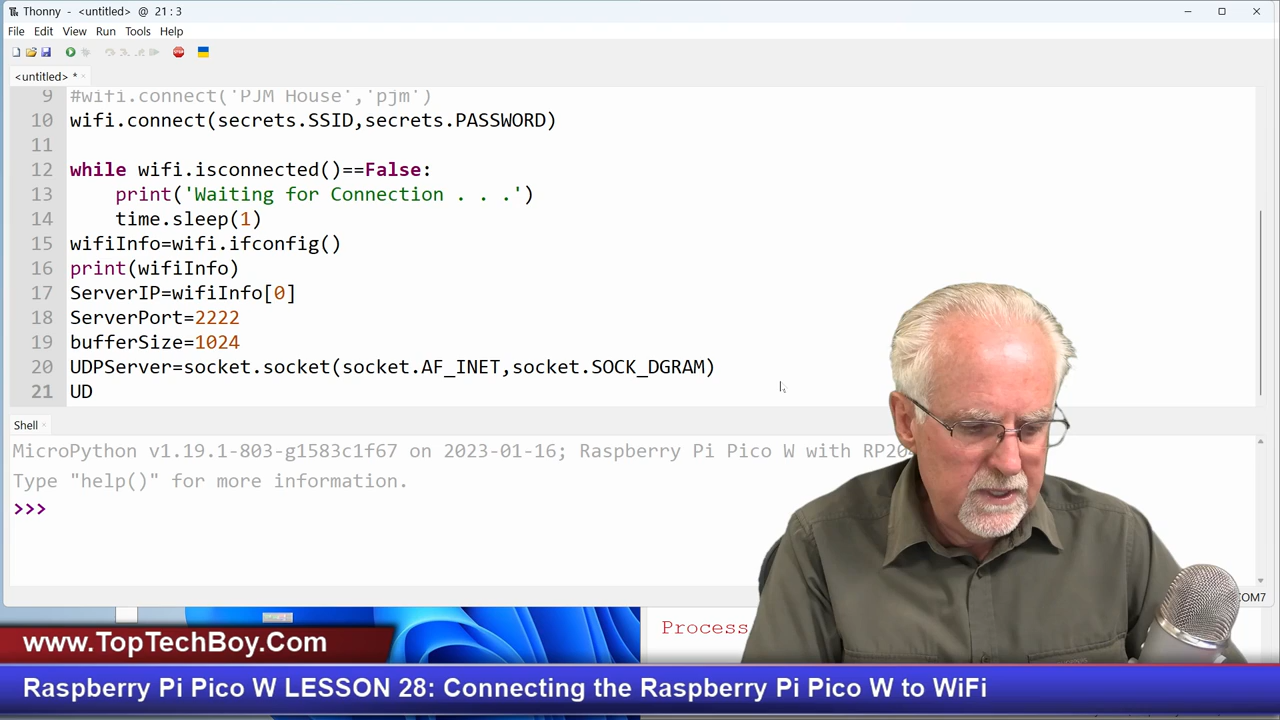 Thonny - <untitled> @ 21 : 3
File Edit View Run Tools Help
<untitled> *
9 #wifi.connect('PJM House','pjm')
10 wifi.connect(secrets.SSID,secrets.PASSWORD)
11
12 while wifi.isconnected()==False:
13 print('Waiting for Connection . . .')
14 time.sleep(1)
15 wifiInfo=wifi.ifconfig()
16 print(wifiInfo)
17 ServerIP=wifiInfo[0]
18 ServerPort=2222
19 bufferSize=1024
20 UDPServer=socket.socket(socket.AF_INET,socket.SOCK_DGRAM)
21 UD
Shell
MicroPython v1.19.1-803-g1583c1f67 on 2023-01-16; Raspberry Pi Pico W with
Type "help()" for more information.
>>>
COM7
Process
www.TopTechBoy.Com
Raspberry Pi Pico W LESSON 28: Connecting the Raspberry Pi Pico W to WiFi